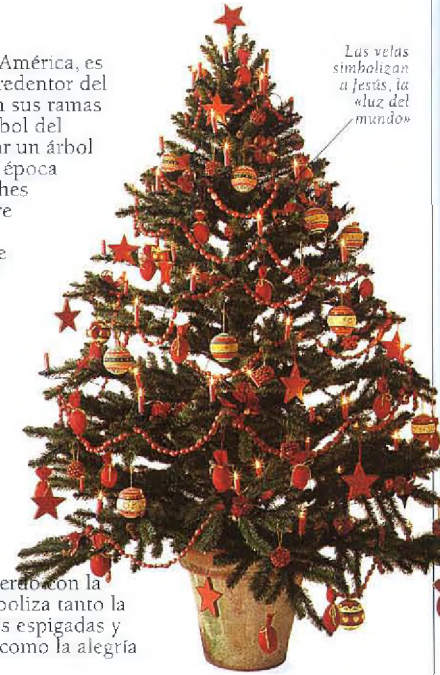 América, es
redentor del
sus ramas
bol del
ar un árbol
época
hes
re
e
Las velas
simbolizan
a Jesús, la
«luz del
mundo»
con la
boliza tanto la
s espigadas y
como la alegría